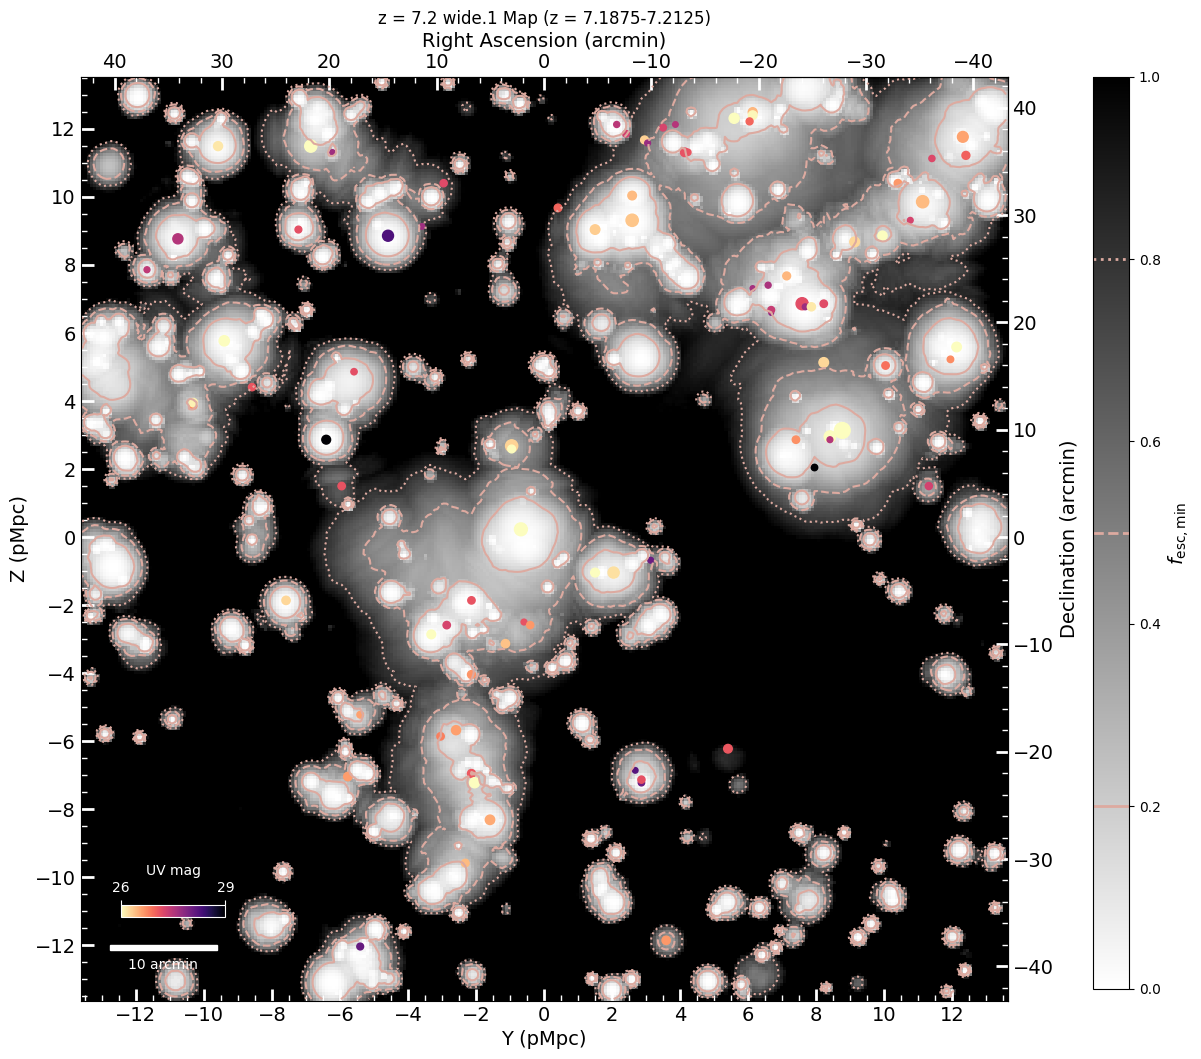 z = 7.2 wide.1 Map (z = 7.1875-7.2125)
Right Ascension (arcmin)
40 30 20 10 0 −10 −20 −30 −40
12
10
8
6
4
2
0
−2
−4
−6
−8
−10
−12
Z (pMpc)
40
30
20
10
0
−10
−20
−30
−40
Declination (arcmin)
UV mag
26 29
10 arcmin
−12 −10 −8 −6 −4 −2 0 2 4 6 8 10 12
Y (pMpc)
1.0
0.8
0.6
0.4
0.2
0.0
fesc,min